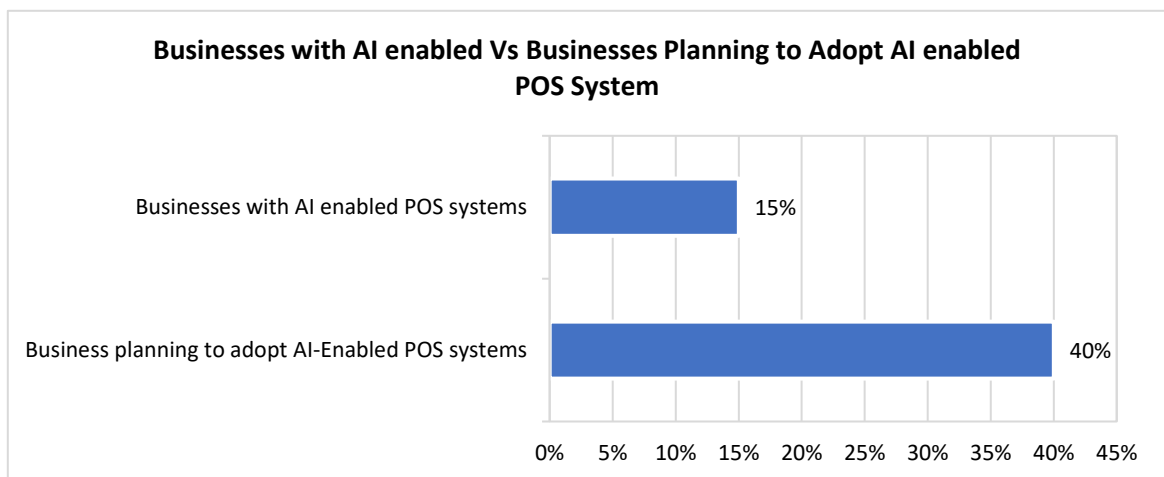 Businesses with AI enabled Vs Businesses Planning to Adopt AI enabled
POS System
Businesses with AI enabled POS systems
15%
Business planning to adopt AI-Enabled POS systems
40%
0% 5% 10% 15% 20% 25% 30% 35% 40% 45%